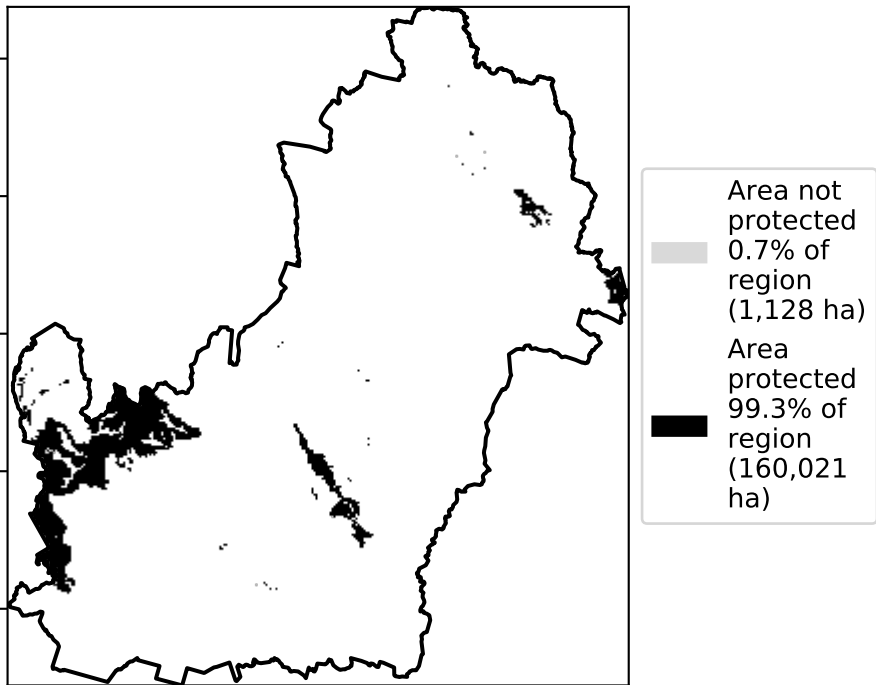 Area not
protected
0.7% of
region
(1,128 ha)
Area
protected
99.3% of
region
(160,021
ha)